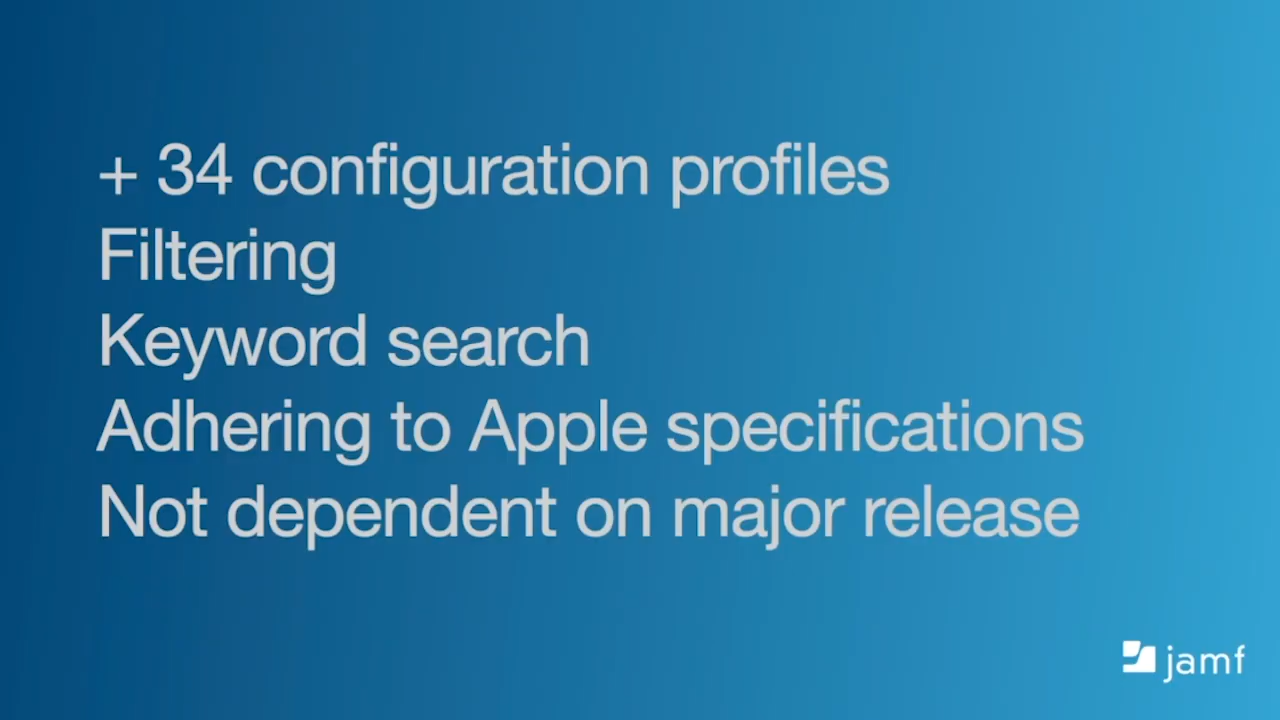 + 34 configuration profiles
Filtering
Keyword search
Adhering to Apple specifications
Not dependent on major release
jamf